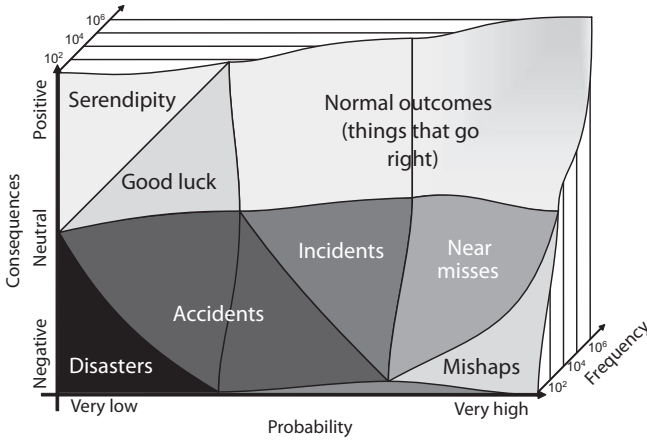 10⁶
10⁴
10²
Positive
Neutral
Negative
Consequences
Serendipity
Good luck
Normal outcomes
(things that go
right)
Incidents
Near
misses
Accidents
Disasters
Mishaps
10⁶
10⁴
10²
Frequency
Very low
Very high
Probability